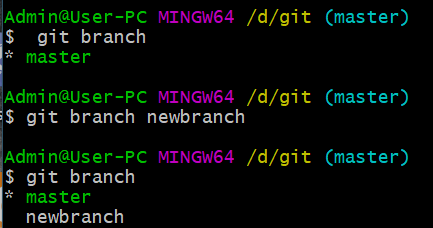 Admin@User-PC MINGW64 /d/git (master)
$  git branch
* master
Admin@User-PC MINGW64 /d/git (master)
$ git branch newbranch
Admin@User-PC MINGW64 /d/git (master)
$ git branch
* master
  newbranch